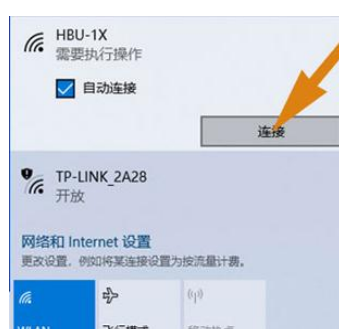 HBU-1X
需要执行操作
自动连接
连接
TP-LINK_2A28
开放
网络和 Internet 设置
更改设置，例如将某连接设置为按流量计费。